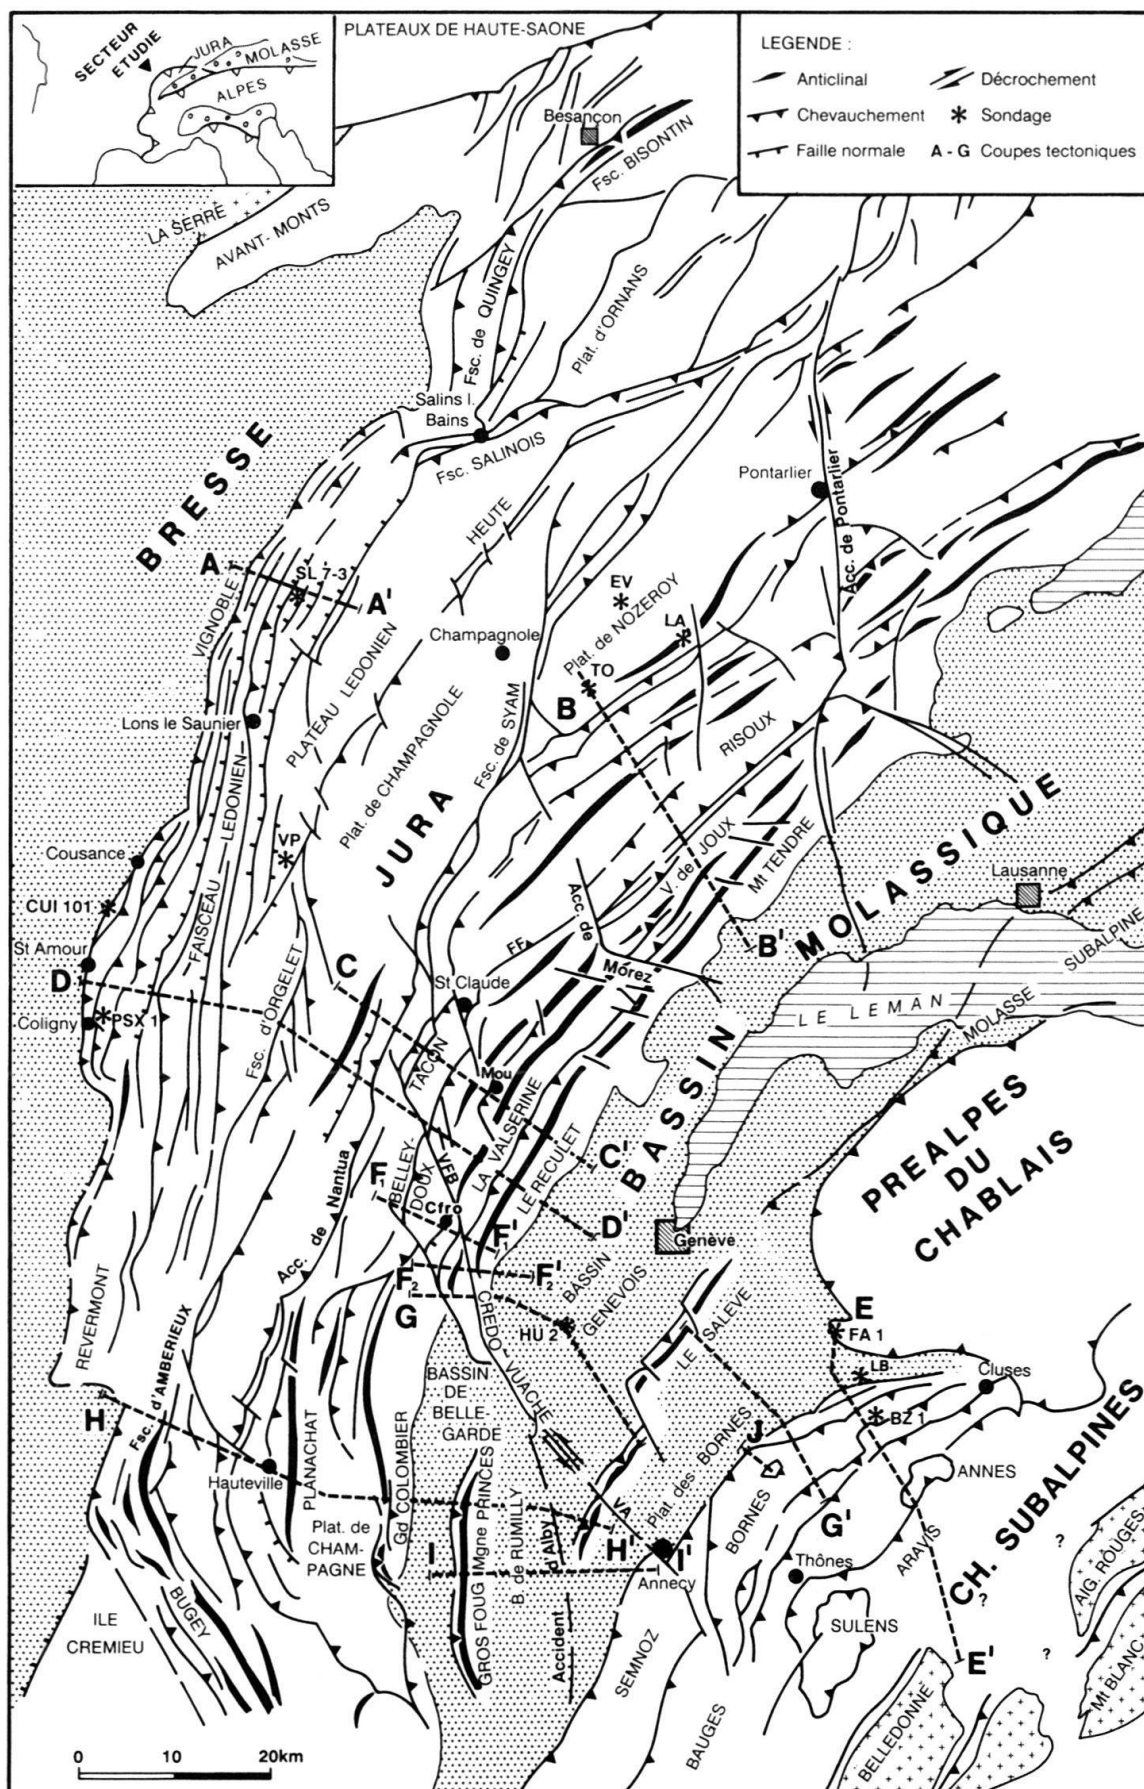 SECTEUR
ETUDIE
JURA
MOLASSE
ALPES
PLATEAUX DE HAUTE-SAONE
LEGENDE :
Anticlinal
Décrochement
Chevauchement
Sondage
Faille normale
A - G Coupes tectoniques
Besançon
Fsc. BISONTIN
LA SERRE
AVANT-MONTS
Fsc. de QUINGEY
Plat. d'ORNANS
Salins l.
Bains
Fsc. SALINOIS
BRESSE
HEUTE
Pontarlier
Acc. de Pontarlier
A
SL 7-3
A'
VIGNOBLE
EV
LA
Plat. de NOZEROY
TO
B
Champagnole
Lons le Saunier
PLATEAU LEDONIEN
Plat. de CHAMPAGNOLE
Fsc. de SYAM
RISOUX
JURA
FAISCEAU LEDONIEN
VP
Cousance
CUI 101
St Amour
D
Coligny
PSX 1
V. de JOUX
Mt TENDRE
BASSIN MOLASSIQUE
Lausanne
B'
Acc. de
Morez
FF
C
St Claude
Fsc. d'ORGELET
LE LEMAN
MOLASSE SUBALPINE
TACON
Mou
LA VALSERINE
LE RECULET
C'
D'
PREALPES
DU
CHABLAIS
Acc. de Nantua
F1
BELLEY-
DOUX
VFB
Cfro
F1'
F2
F2'
G
Genève
BASSIN
GENEVOIS
HU 2
LE SALEVE
E
FA 1
LB
Cluses
BZ 1
REVERMONT
Fsc. d'AMBERIEUX
H
CREDO - VUACHE
BASSIN
DE
BELLE-
GARDE
PLANACHAT
Hauteville
Gd COLOMBIER
GROS FOUG Mgne PRINCES
B. de RUMILLY
VA
Plat. des BORNES
J
BORNES
ANNES
G'
ARAVIS
CH. SUBALPINES
Plat. de
CHAM-
PAGNE
I
Accident d'Alby
H'
I'
Annecy
Thônes
SULENS
?
?
?
AIG. ROUGES
Mt BLANC
ILE
CREMIEU
BUGEY
SEMNOZ
BAUGES
BELLEDONNE
E'
0 10 20km